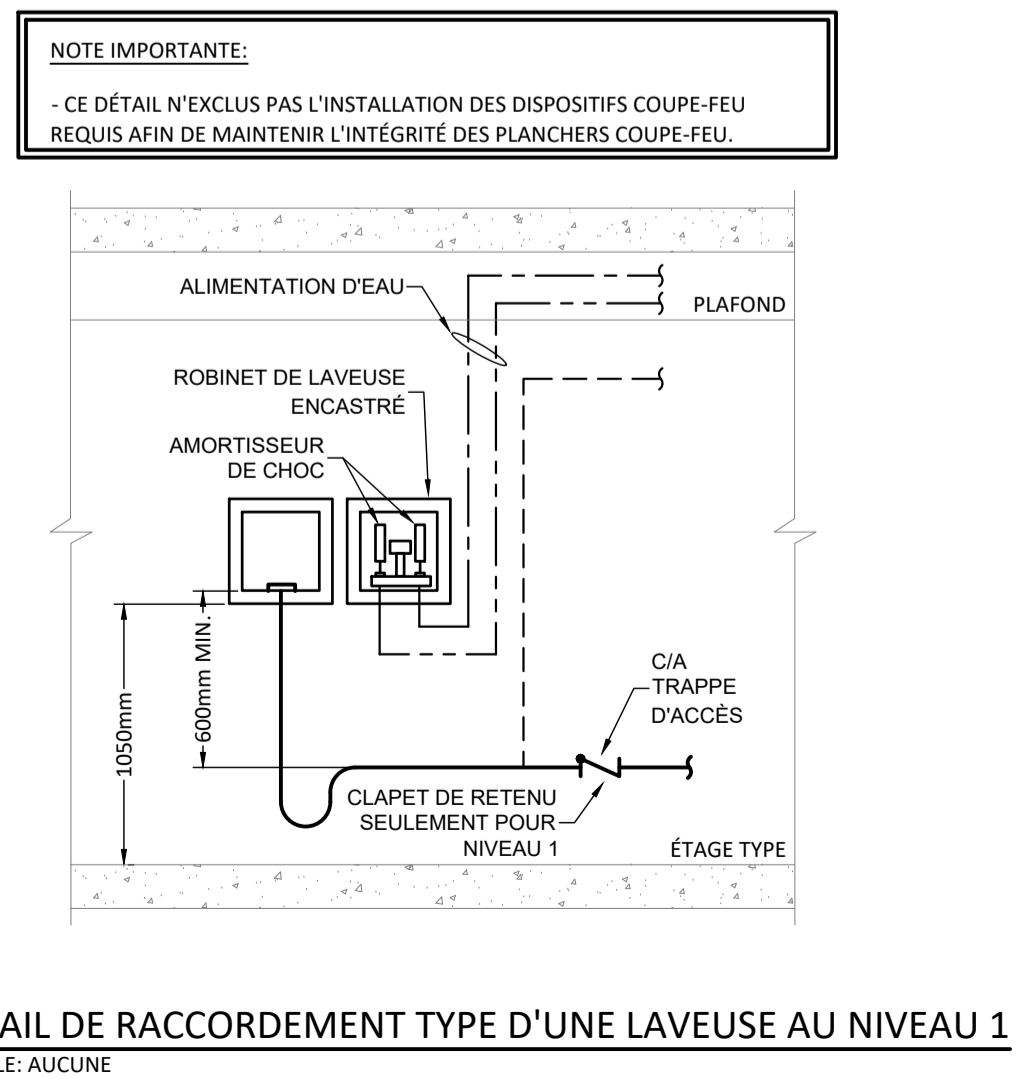 NOTE IMPORTANTE:
- CE DÉTAIL N'EXCLUS PAS L'INSTALLATION DES DISPOSITIFS COUPE-FEU
REQUIS AFIN DE MAINTENIR L'INTÉGRITÉ DES PLANCHERS COUPE-FEU.
ALIMENTATION D'EAU
PLAFOND
ROBINET DE LAVEUSE
ENCASTRÉ
AMORTISSEUR
DE CHOC
600mm MIN.
1050mm
C/A
TRAPPE
D'ACCÈS
CLAPET DE RETENU
SEULEMENT POUR
NIVEAU 1
ÉTAGE TYPE
AIL DE RACCORDEMENT TYPE D'UNE LAVEUSE AU NIVEAU 1
LE: AUCUNE